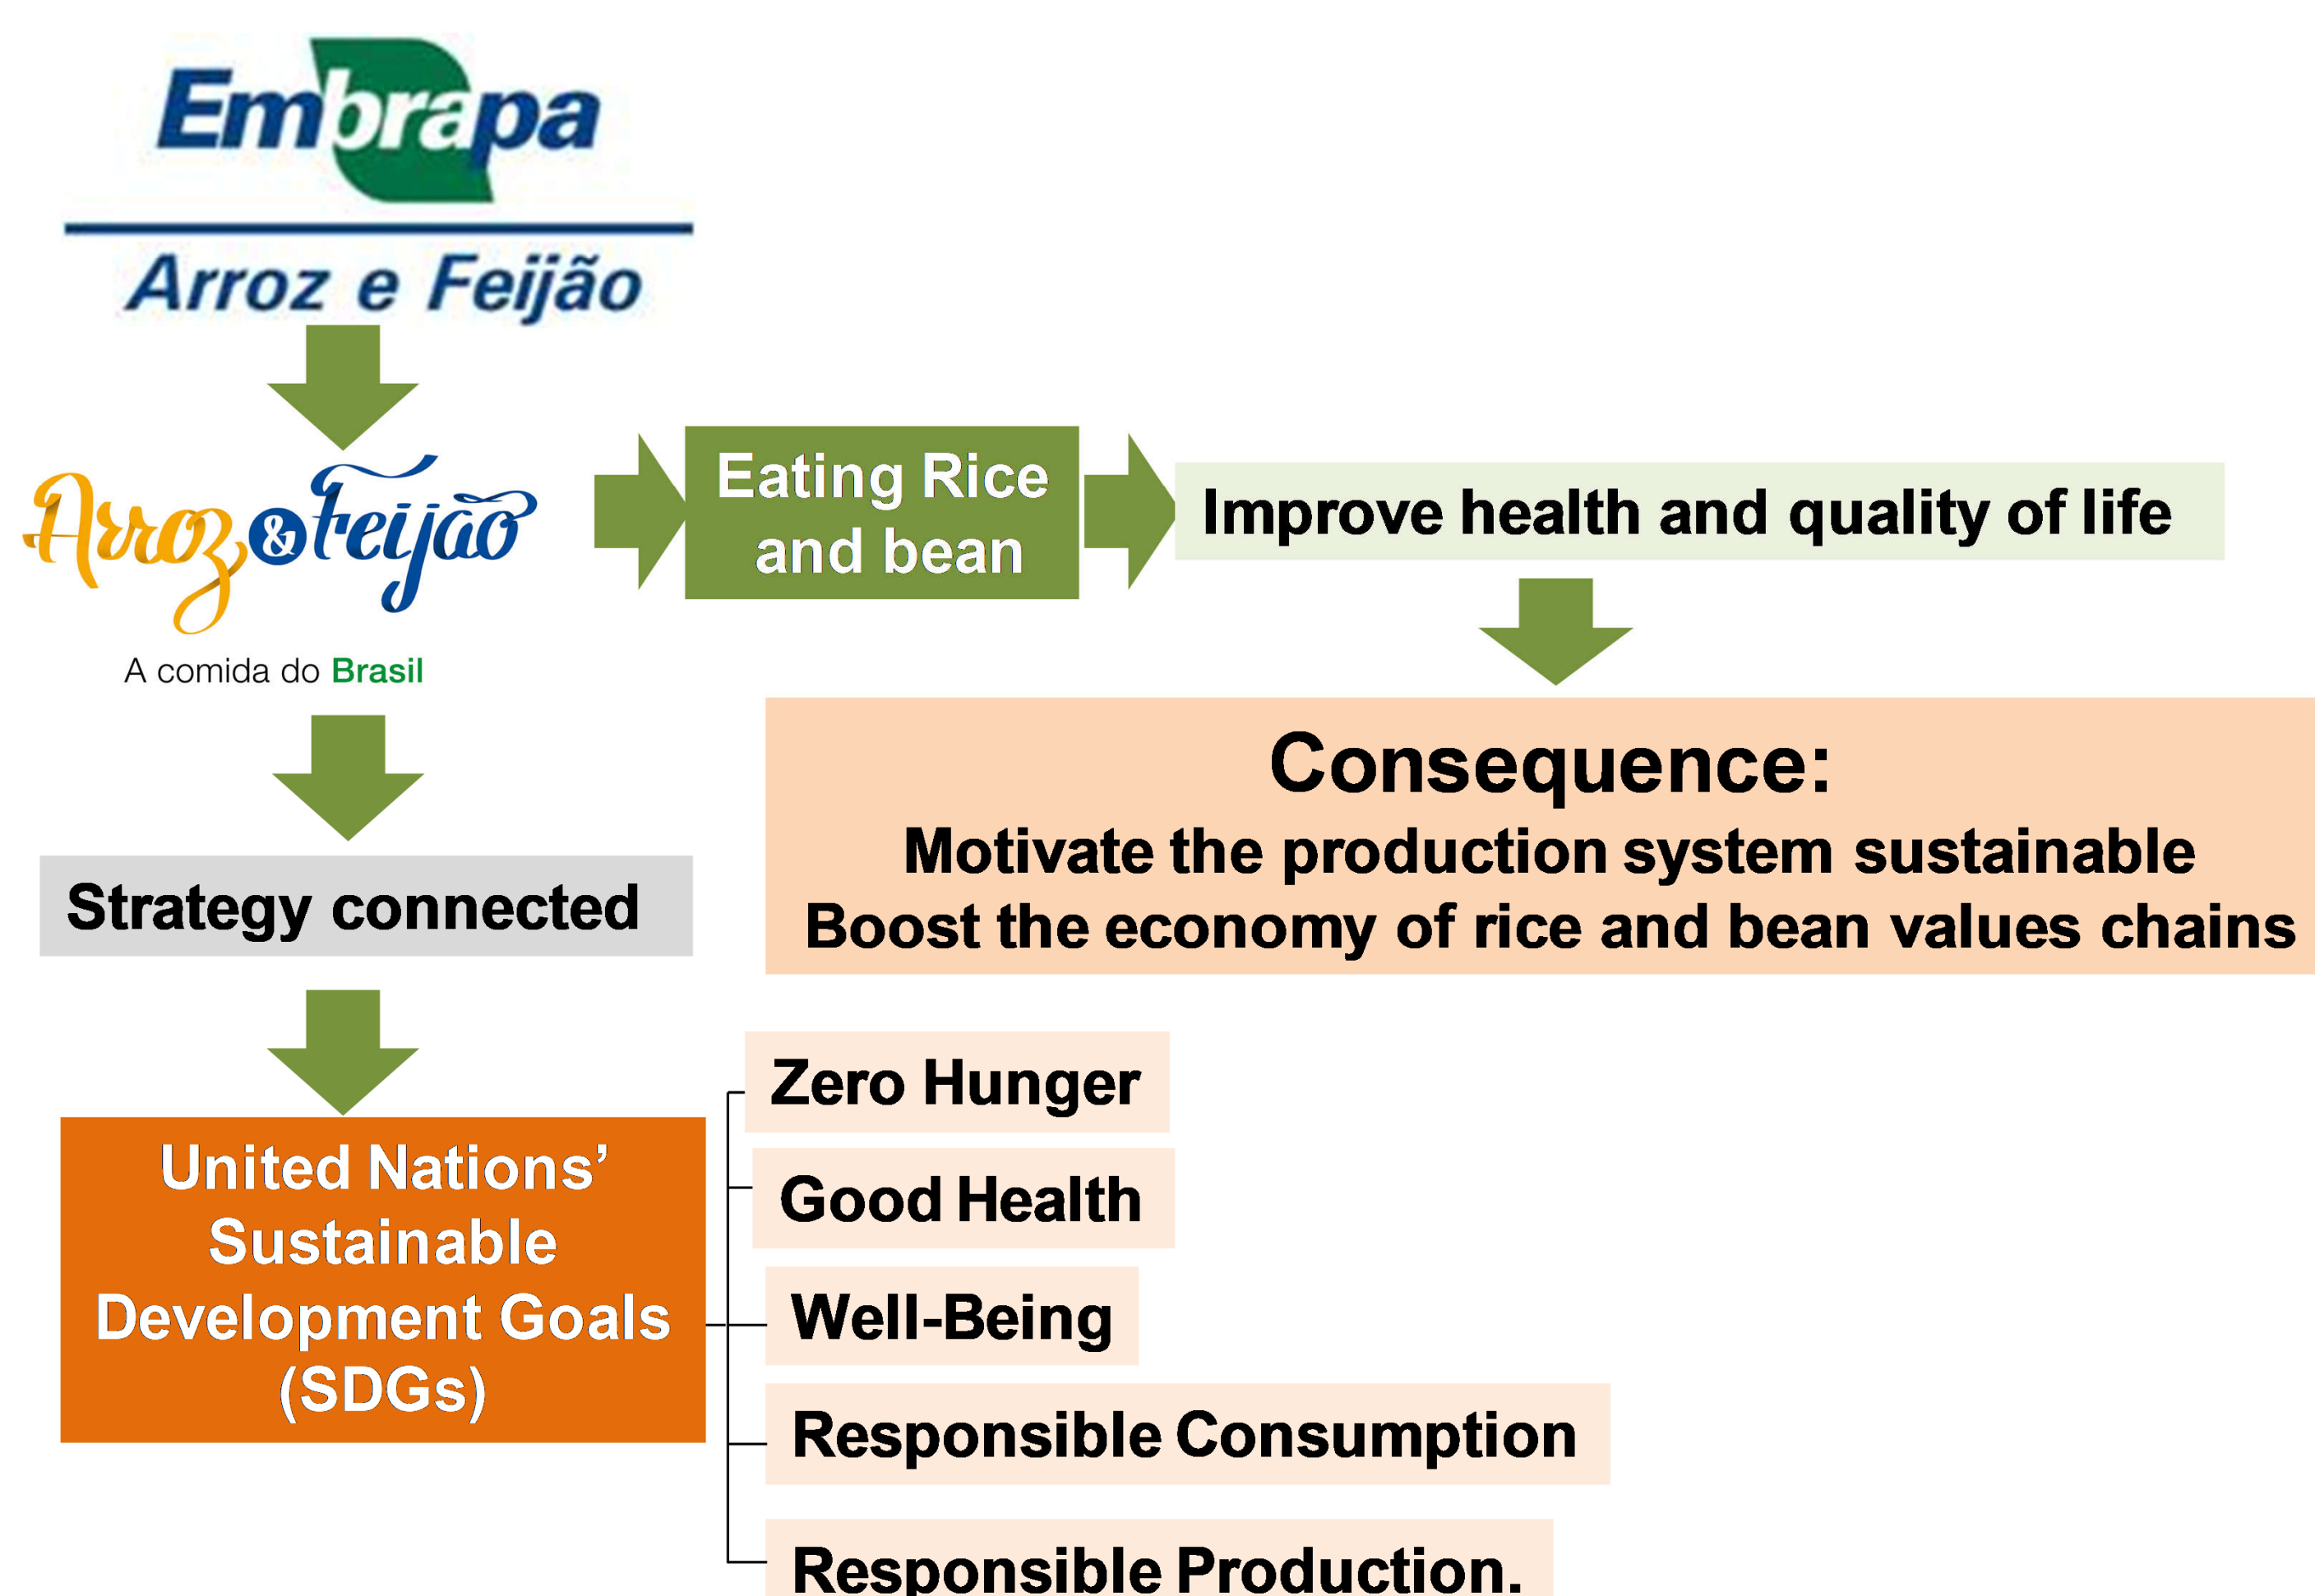 Embrapa
Arroz e Feijão
Arroz & Feijão
A comida do Brasil
Eating Rice
and bean
Improve health and quality of life
Consequence:
Motivate the production system sustainable
Boost the economy of rice and bean values chains
Strategy connected
United Nations’
Sustainable
Development Goals
(SDGs)
Zero Hunger
Good Health
Well-Being
Responsible Consumption
Responsible Production.